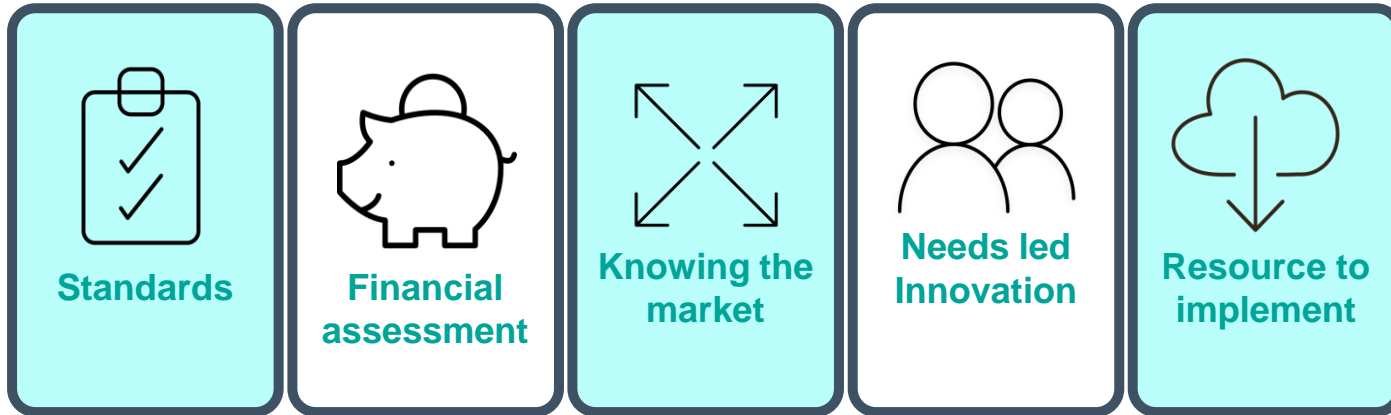 Standards
Financial
assessment
Knowing the
market
Needs led
Innovation
Resource to
implement